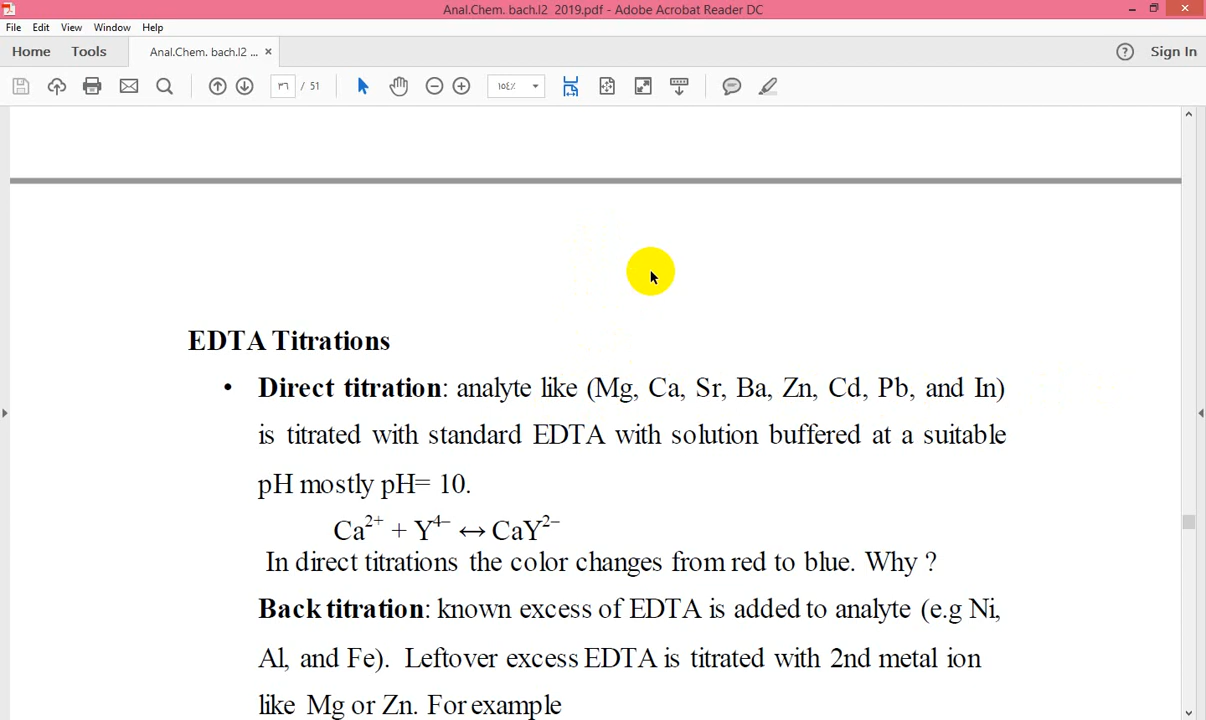 Anal.Chem. bach.l2 2019.pdf - Adobe Acrobat Reader DC
File Edit View Window Help
Home Tools Anal.Chem. bach.l2 ... × Sign In
٣٦ / 51 ١٥٤٪
EDTA Titrations
• Direct titration: analyte like (Mg, Ca, Sr, Ba, Zn, Cd, Pb, and In)
is titrated with standard EDTA with solution buffered at a suitable
pH mostly pH= 10.
Ca²⁺ + Y⁴⁻ ↔ CaY²⁻
In direct titrations the color changes from red to blue. Why ?
Back titration: known excess of EDTA is added to analyte (e.g Ni,
Al, and Fe). Leftover excess EDTA is titrated with 2nd metal ion
like Mg or Zn. For example